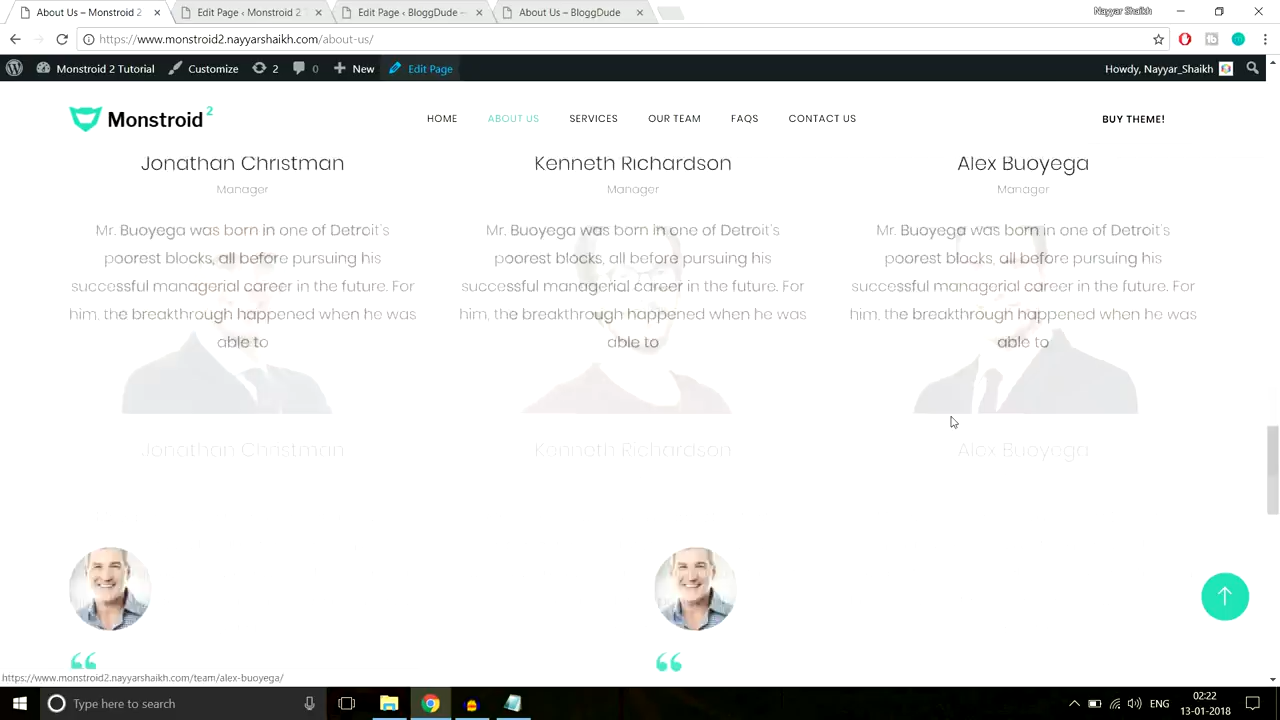 About Us – Monstroid 2
Edit Page ‹ Monstroid 2
Edit Page ‹ BloggDude —
About Us – BloggDude
Nayyar Shaikh
https://www.monstroid2.nayyarshaikh.com/about-us/
Monstroid 2 Tutorial
Customize
2
0
New
Edit Page
Howdy, Nayyar_Shaikh
Monstroid 2
HOME
ABOUT US
SERVICES
OUR TEAM
FAQS
CONTACT US
BUY THEME!
Jonathan Christman
Manager
Mr. Buoyega was born in one of Detroit's
poorest blocks, all before pursuing his
successful managerial career in the future. For
him, the breakthrough happened when he was
able to
Jonathan Christman
Kenneth Richardson
Manager
Mr. Buoyega was born in one of Detroit's
poorest blocks, all before pursuing his
successful managerial career in the future. For
him, the breakthrough happened when he was
able to
Kenneth Richardson
Alex Buoyega
Manager
Mr. Buoyega was born in one of Detroit's
poorest blocks, all before pursuing his
successful managerial career in the future. For
him, the breakthrough happened when he was
able to
Alex Buoyega
https://www.monstroid2.nayyarshaikh.com/team/alex-buoyega/
Type here to search
ENG
02:22
13-01-2018